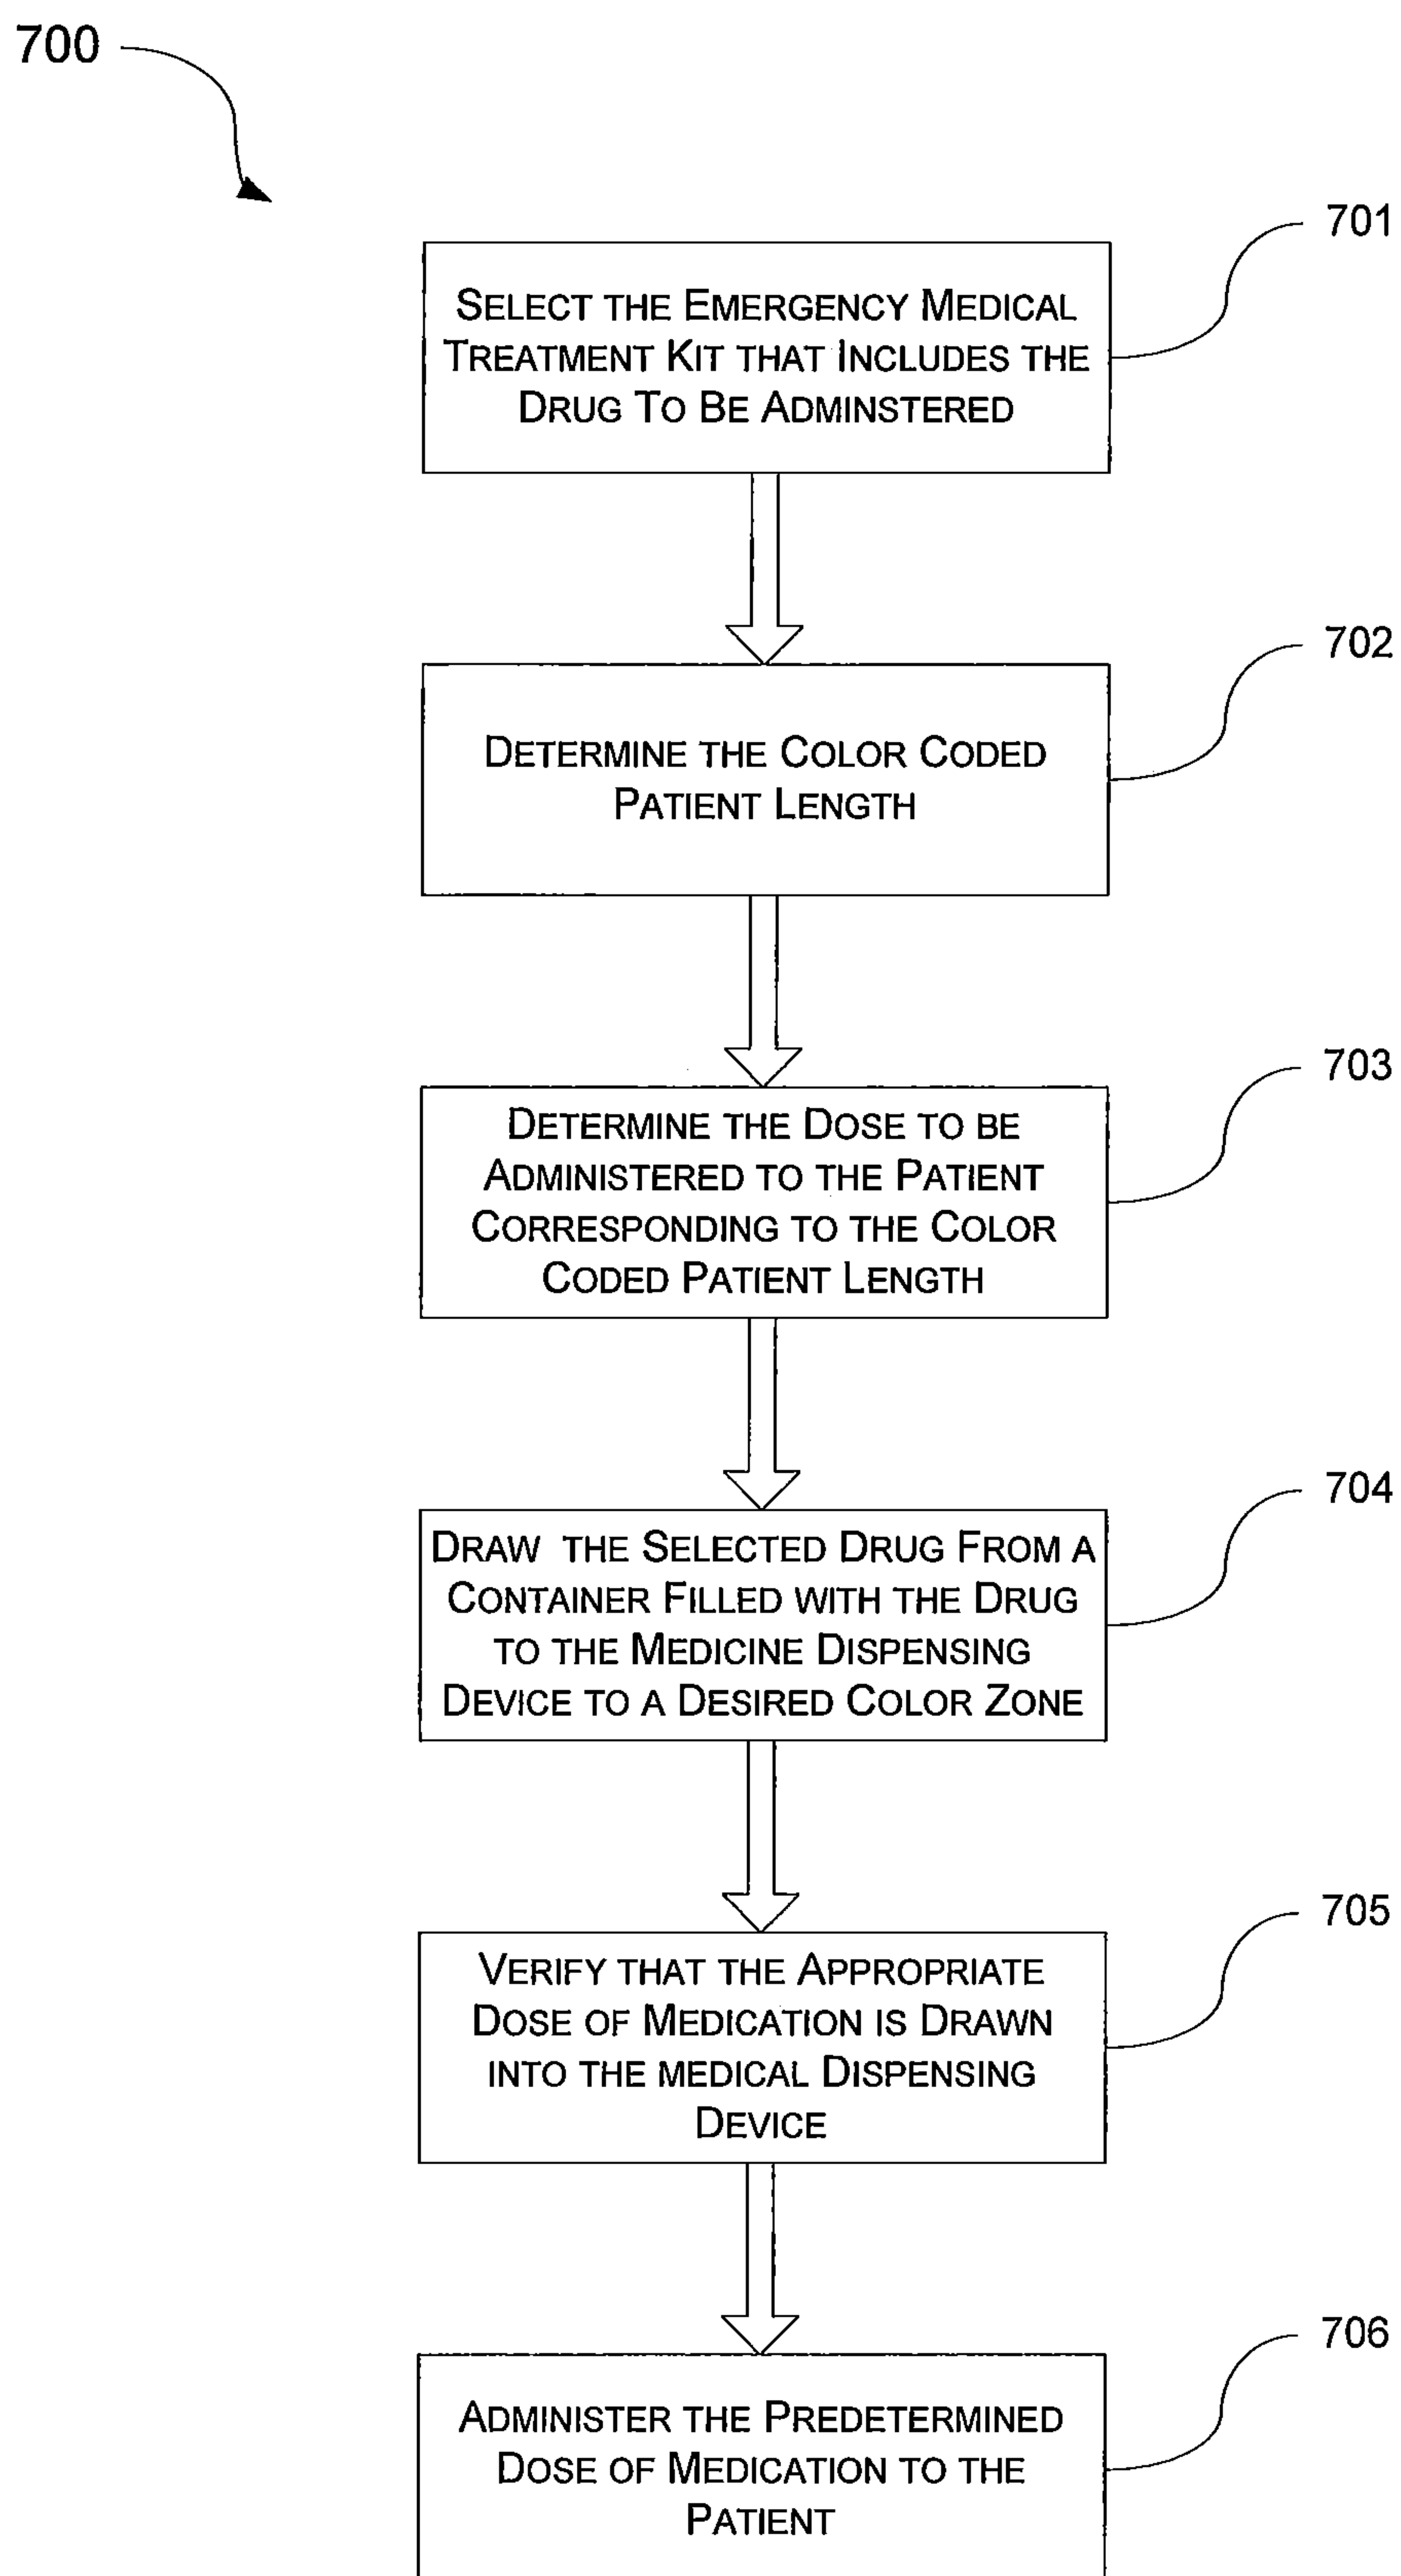 700
701
SELECT THE EMERGENCY MEDICAL
TREATMENT KIT THAT INCLUDES THE
DRUG TO BE ADMINSTERED
702
DETERMINE THE COLOR CODED
PATIENT LENGTH
703
DETERMINE THE DOSE TO BE
ADMINISTERED TO THE PATIENT
CORRESPONDING TO THE COLOR
CODED PATIENT LENGTH
704
DRAW THE SELECTED DRUG FROM A
CONTAINER FILLED WITH THE DRUG
TO THE MEDICINE DISPENSING
DEVICE TO A DESIRED COLOR ZONE
705
VERIFY THAT THE APPROPRIATE
DOSE OF MEDICATION IS DRAWN
INTO THE MEDICAL DISPENSING
DEVICE
706
ADMINISTER THE PREDETERMINED
DOSE OF MEDICATION TO THE
PATIENT